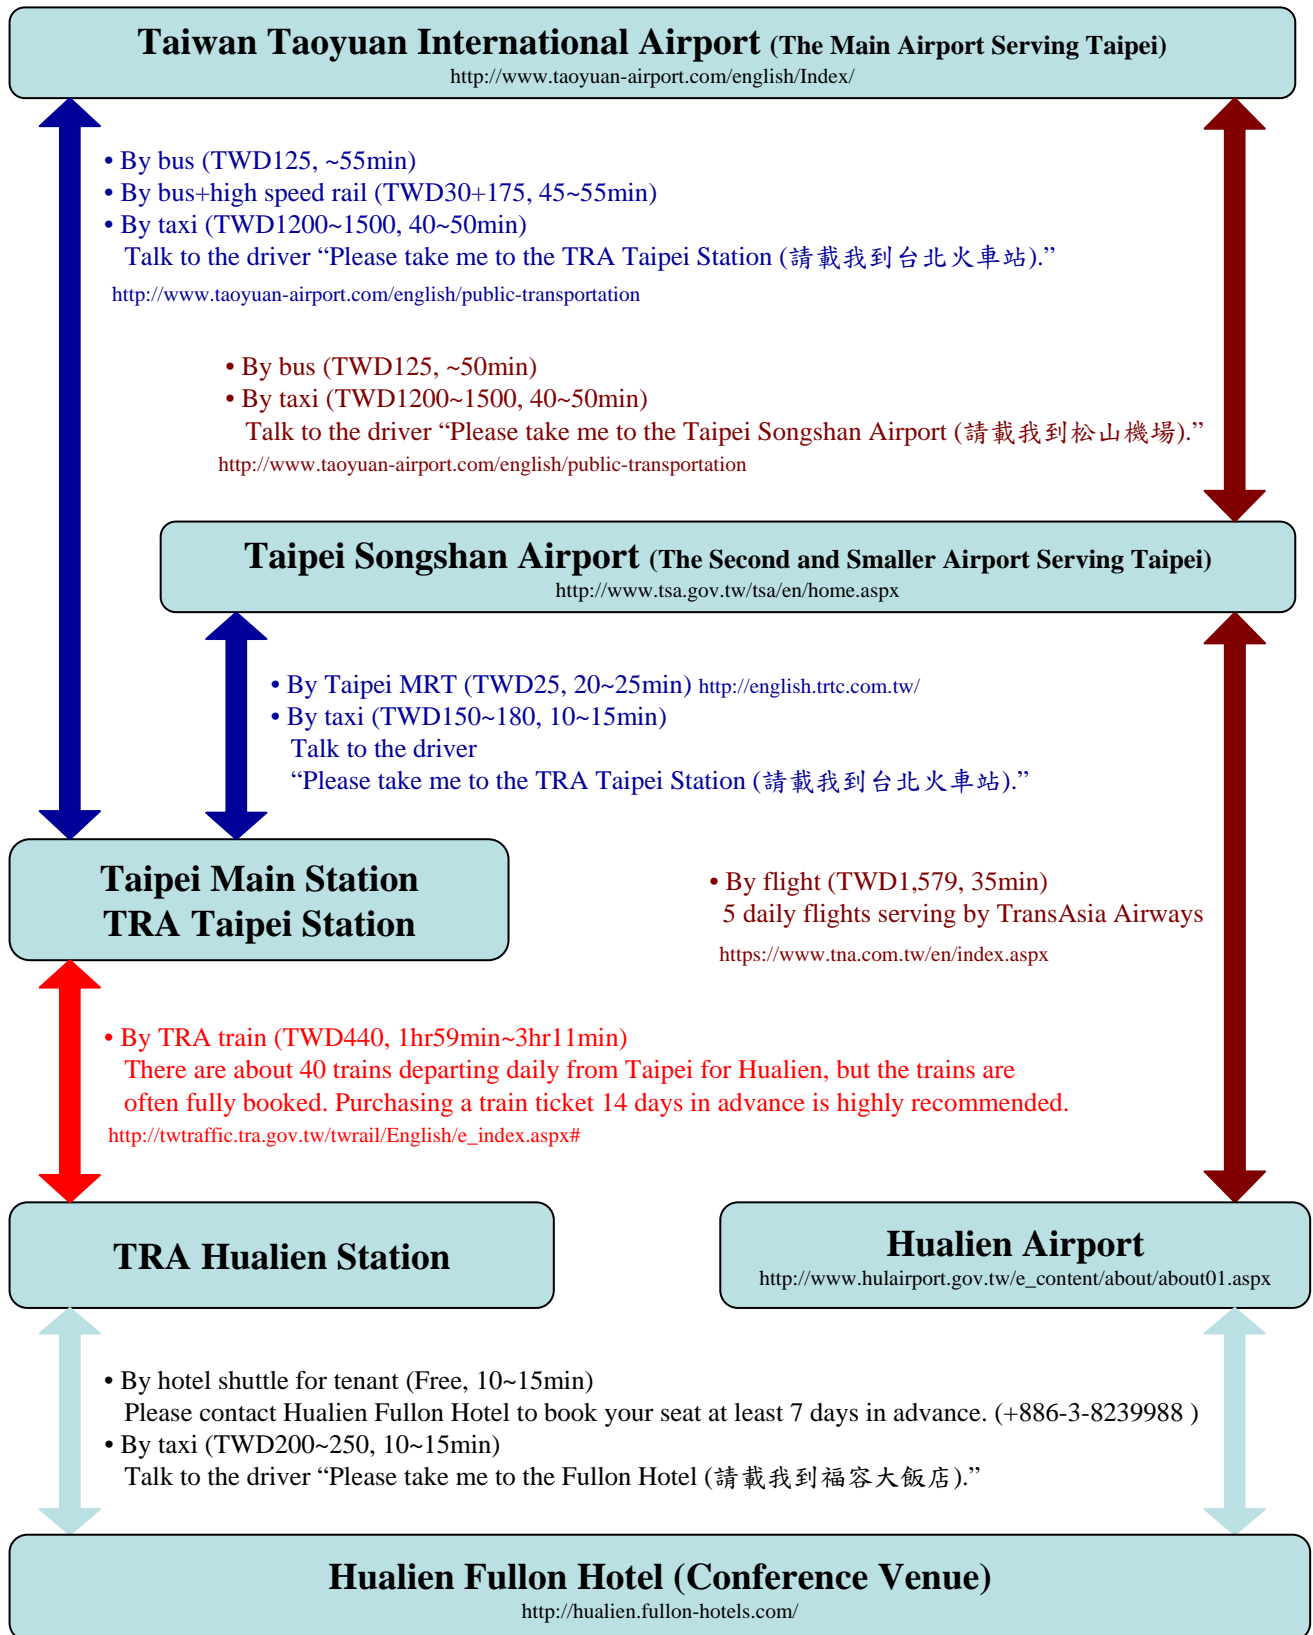 Taiwan Taoyuan International Airport (The Main Airport Serving Taipei)
http://www.taoyuan-airport.com/english/Index/
• By bus (TWD125, ~55min)
• By bus+high speed rail (TWD30+175, 45~55min)
• By taxi (TWD1200~1500, 40~50min)
Talk to the driver “Please take me to the TRA Taipei Station (請載我到台北火車站).”
http://www.taoyuan-airport.com/english/public-transportation
• By bus (TWD125, ~50min)
• By taxi (TWD1200~1500, 40~50min)
Talk to the driver “Please take me to the Taipei Songshan Airport (請載我到松山機場).”
http://www.taoyuan-airport.com/english/public-transportation
Taipei Songshan Airport (The Second and Smaller Airport Serving Taipei)
http://www.tsa.gov.tw/tsa/en/home.aspx
• By Taipei MRT (TWD25, 20~25min) http://english.trtc.com.tw/
• By taxi (TWD150~180, 10~15min)
Talk to the driver
“Please take me to the TRA Taipei Station (請載我到台北火車站).”
Taipei Main Station
TRA Taipei Station
• By flight (TWD1,579, 35min)
5 daily flights serving by TransAsia Airways
https://www.tna.com.tw/en/index.aspx
• By TRA train (TWD440, 1hr59min~3hr11min)
There are about 40 trains departing daily from Taipei for Hualien, but the trains are
often fully booked. Purchasing a train ticket 14 days in advance is highly recommended.
http://twtraffic.tra.gov.tw/twrail/English/e_index.aspx#
TRA Hualien Station
Hualien Airport
http://www.hulairport.gov.tw/e_content/about/about01.aspx
• By hotel shuttle for tenant (Free, 10~15min)
Please contact Hualien Fullon Hotel to book your seat at least 7 days in advance. (+886-3-8239988 )
• By taxi (TWD200~250, 10~15min)
Talk to the driver “Please take me to the Fullon Hotel (請載我到福容大飯店).”
Hualien Fullon Hotel (Conference Venue)
http://hualien.fullon-hotels.com/